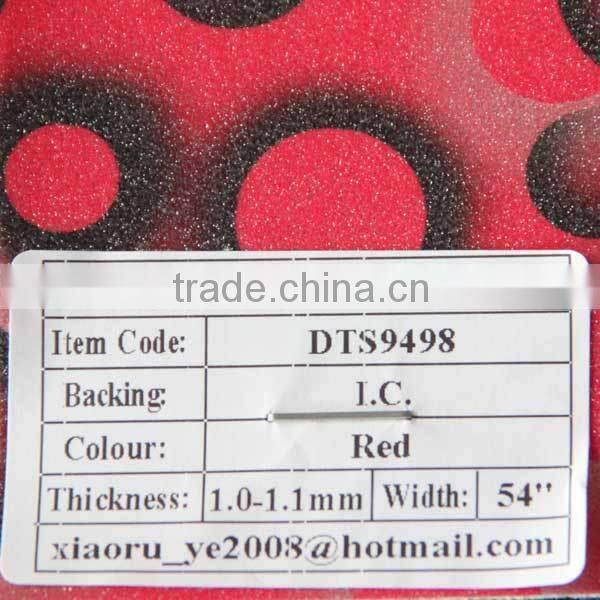 trade.china.cn
Item Code: DTS9498
Backing: I.C.
Colour: Red
Thickness: 1.0-1.1mm Width: 54"
xiaoru_ye2008@hotmail.com